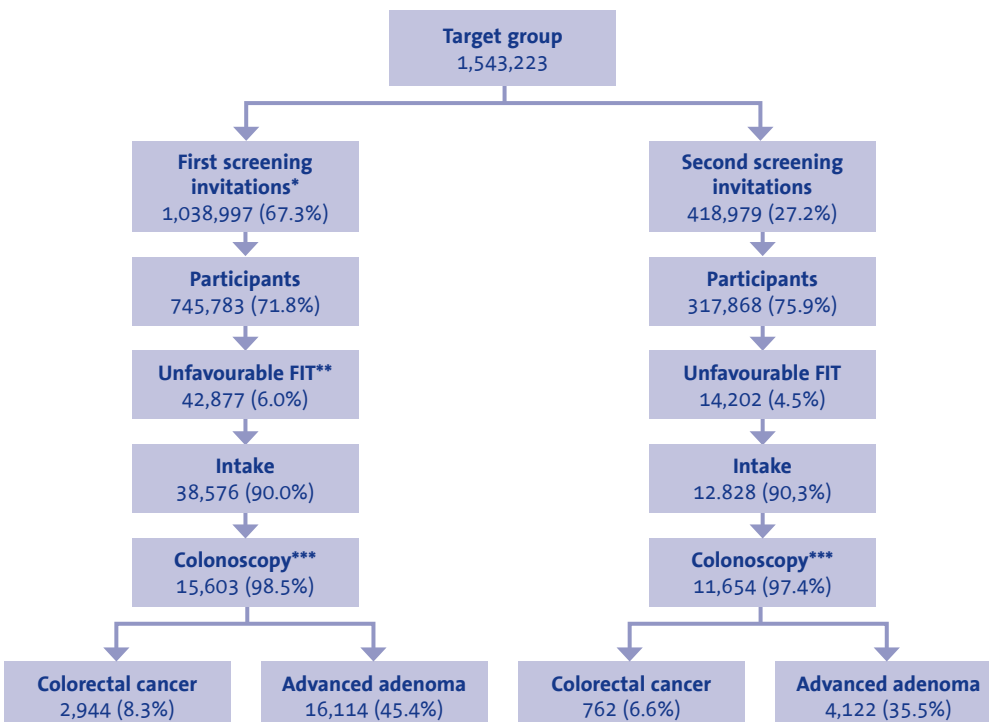 Target group
1,543,223
First screening
invitations*
1,038,997 (67.3%)
Participants
745,783 (71.8%)
Unfavourable FIT**
42,877 (6.0%)
Intake
38,576 (90.0%)
Colonoscopy***
15,603 (98.5%)
Colorectal cancer
2,944 (8.3%)
Advanced adenoma
16,114 (45.4%)
Second screening
invitations
418,979 (27.2%)
Participants
317,868 (75.9%)
Unfavourable FIT
14,202 (4.5%)
Intake
12.828 (90,3%)
Colonoscopy***
11,654 (97.4%)
Colorectal cancer
762 (6.6%)
Advanced adenoma
4,122 (35.5%)